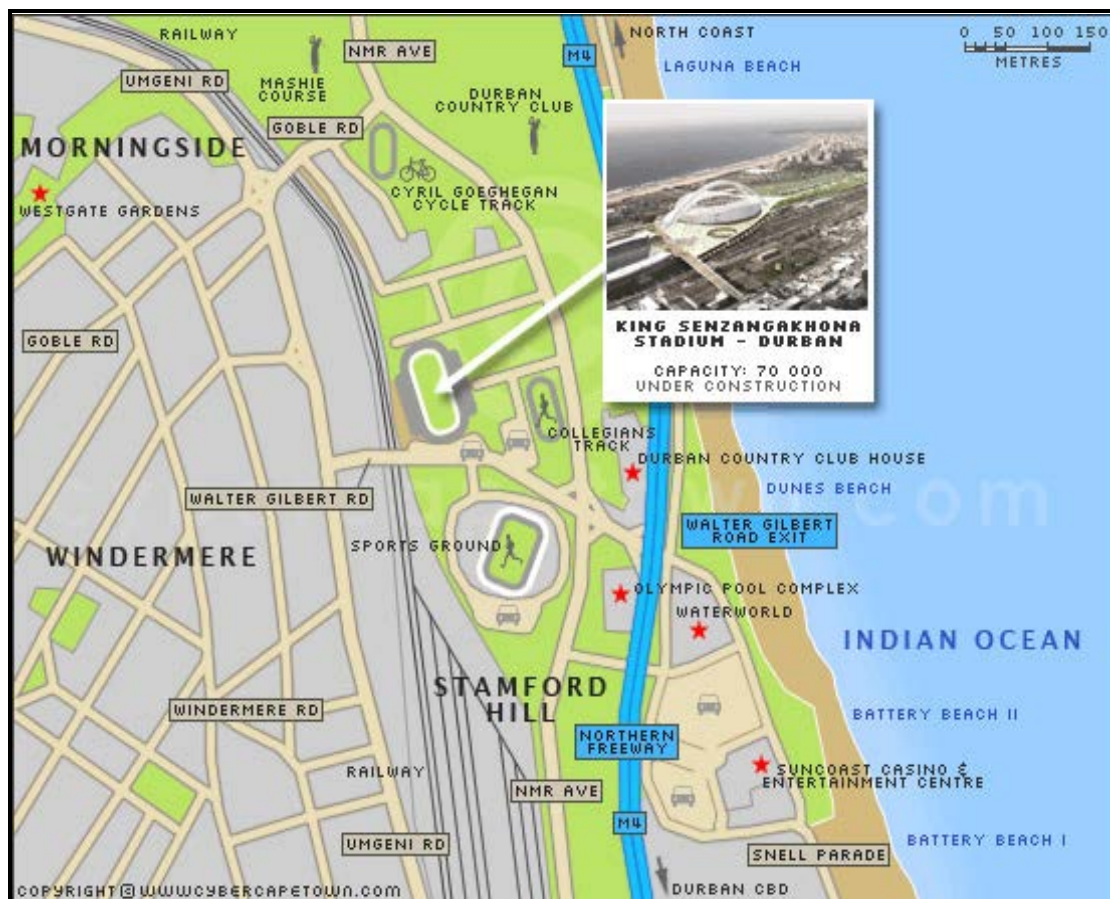 RAILWAY
NORTH COAST
0 50 100 150
METRES
NMR AVE
M4
LAGUNA BEACH
UMGENI RD
MASHIE
COURSE
DURBAN
COUNTRY CLUB
GOBLE RD
MORNINGSIDE
CYRIL GOEGHEGAN
CYCLE TRACK
WESTGATE GARDENS
KING SENZANGAKHONA
STADIUM - DURBAN
CAPACITY: 70 000
UNDER CONSTRUCTION
GOBLE RD
COLLEGIANS
TRACK
DURBAN COUNTRY CLUB HOUSE
DUNES BEACH
WALTER GILBERT RD
WALTER GILBERT
ROAD EXIT
SPORTS GROUND
WINDERMERE
OLYMPIC POOL COMPLEX
WATERWORLD
INDIAN OCEAN
STAMFORD
HILL
WINDERMERE RD
BATTERY BEACH II
NORTHERN
FREEWAY
RAILWAY
SUNCOAST CASINO &
ENTERTAINMENT CENTRE
NMR AVE
M4
UMGENI RD
BATTERY BEACH I
SNELL PARADE
COPYRIGHT@WWWCYBERCAPETOWN.COM
DURBAN CBD